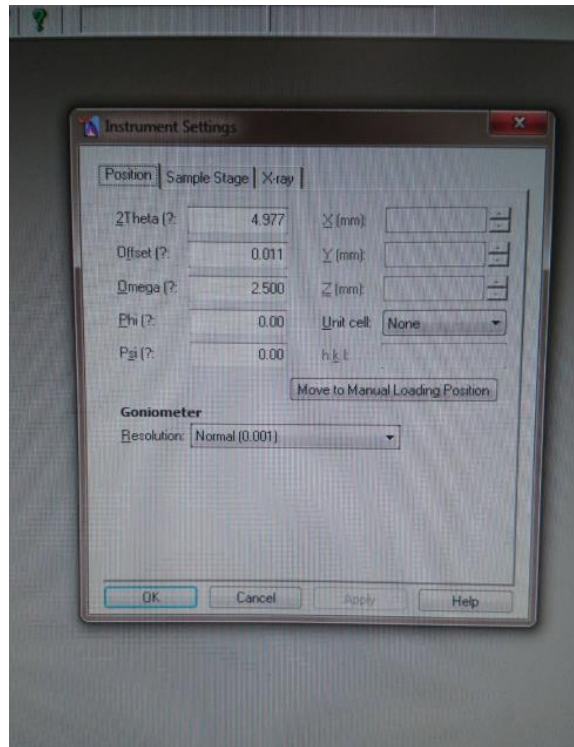 Instrument Settings
Position Sample Stage X-ray
2Theta (?: 4.977 X (mm):
Offset (?: 0.011 Y (mm):
Omega (?: 2.500 Z (mm):
Phi (?: 0.00 Unit cell: None
Psi (?: 0.00 h k l:
Move to Manual Loading Position
Goniometer
Resolution: Normal (0.001)
OK Cancel Apply Help